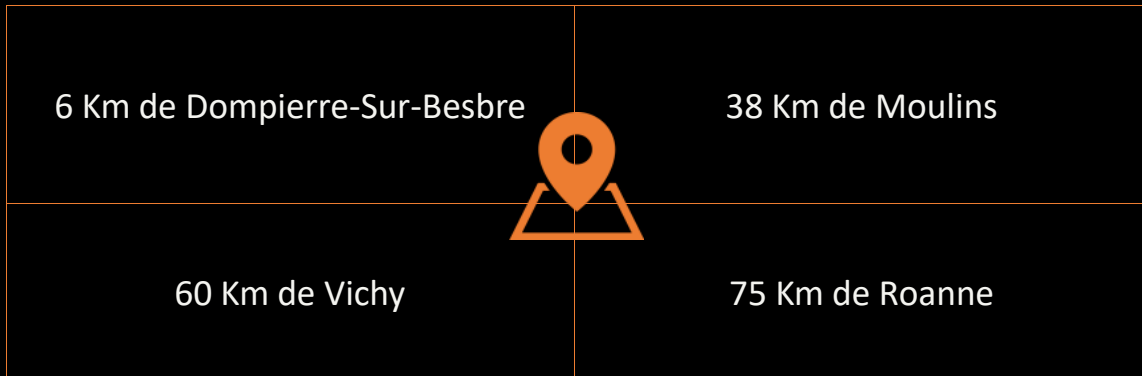 6 Km de Dompierre-Sur-Besbre
38 Km de Moulins
60 Km de Vichy
75 Km de Roanne